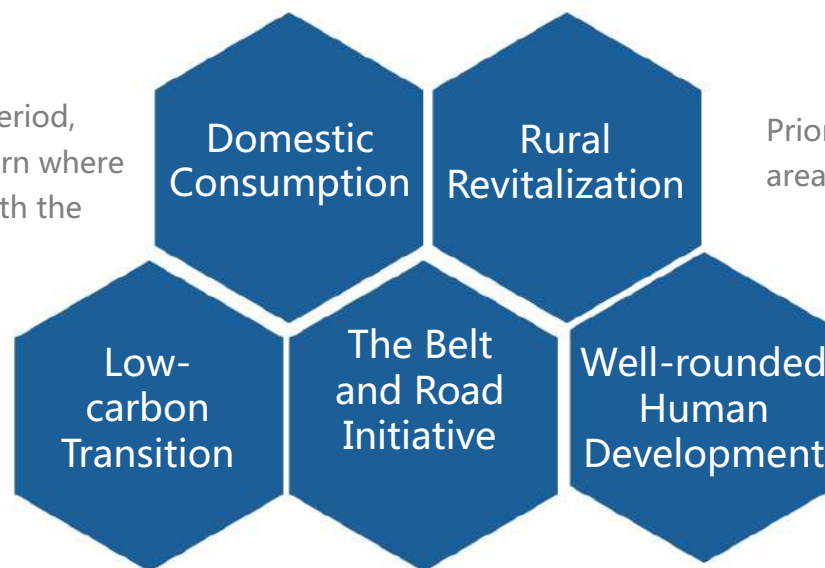 eriod,
rn where
th the
Domestic
Consumption
Rural
Revitalization
Prior
area
Low-
carbon
Transition
The Belt
and Road
Initiative
Well-rounded
Human
Development